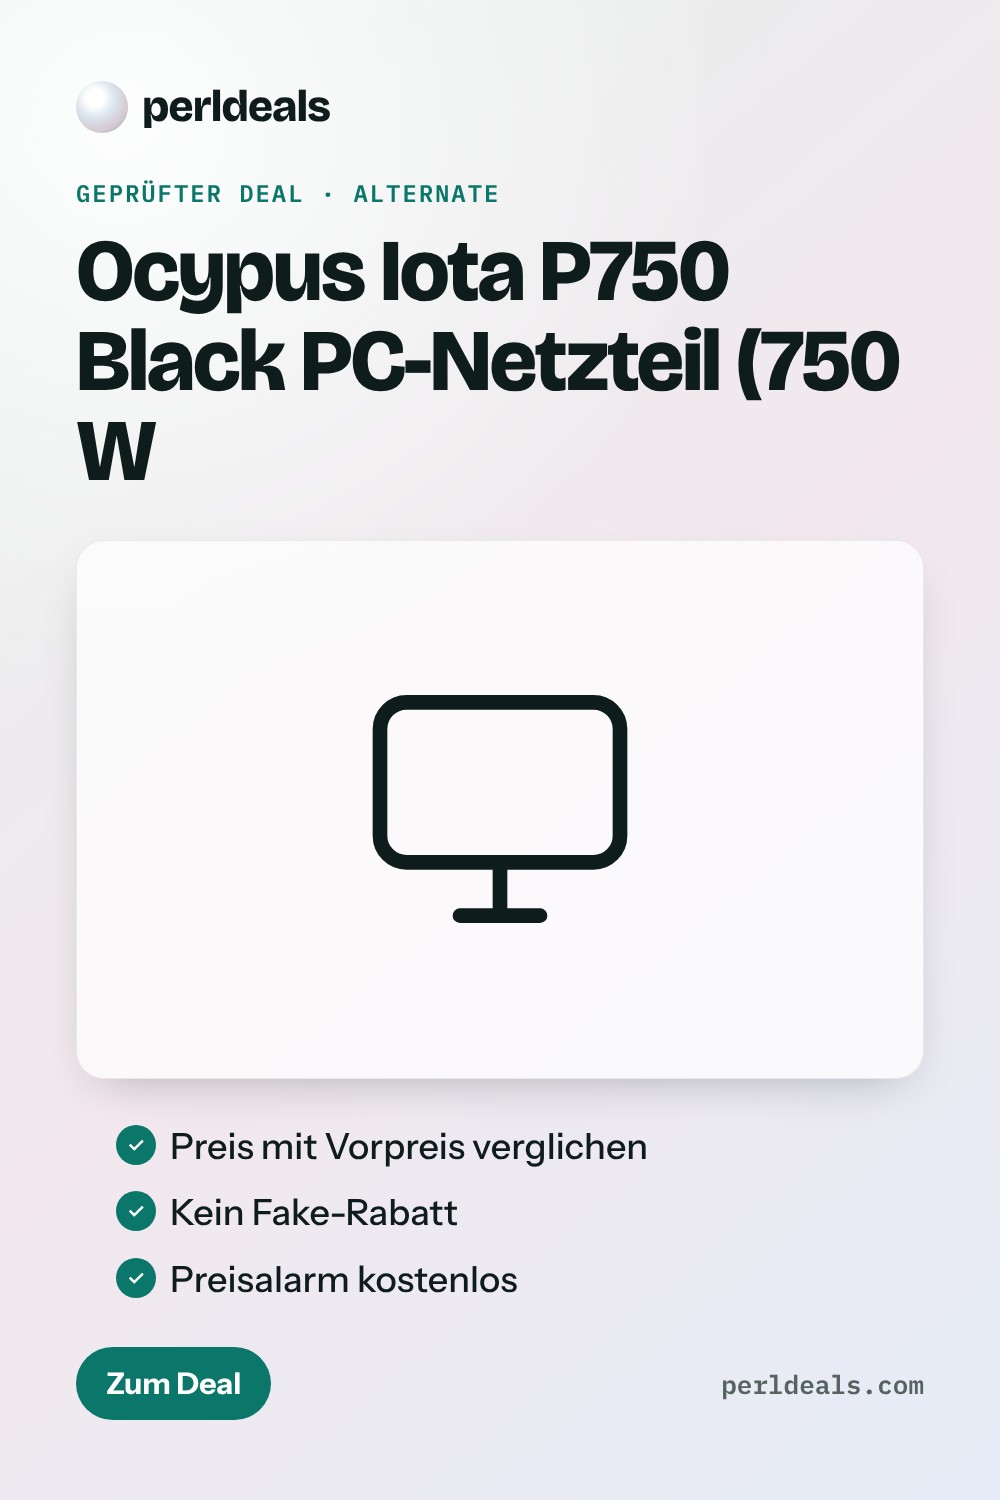 perldeals
GEPRÜFTER DEAL · ALTERNATE
Ocypus Iota P750
Black PC-Netzteil (750
W
Preis mit Vorpreis verglichen
Kein Fake-Rabatt
Preisalarm kostenlos
Zum Deal
perldeals.com